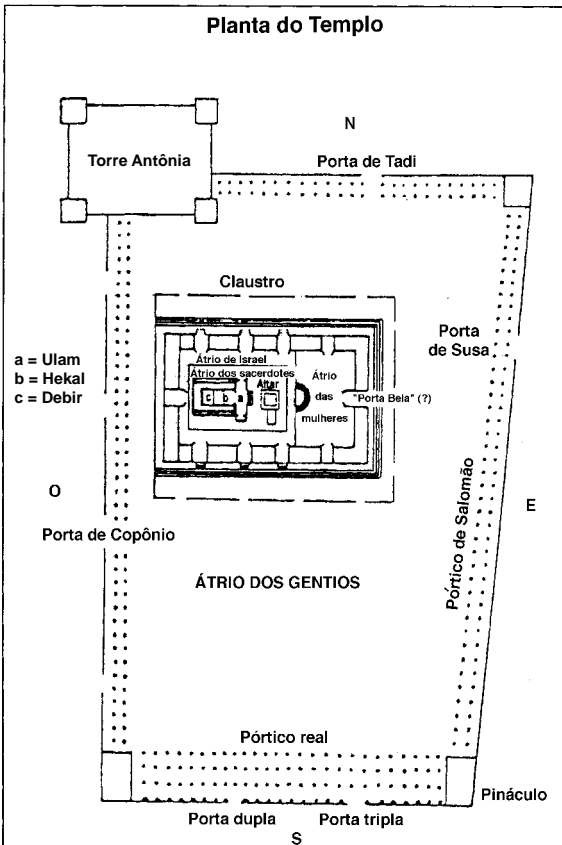 Planta do Templo
N
Torre Antônia
Porta de Tadi
Claustro
Porta
de Susa
a = Ulam
b = Hekal
c = Debir
Átrio de Israel
Átrio dos sacerdotes
Altar
c b a
Átrio
das
mulheres
"Porta Bela" (?)
O
E
Porta de Copônio
Pórtico de Salomão
ÁTRIO DOS GENTIOS
Pórtico real
Pináculo
Porta dupla
Porta tripla
S